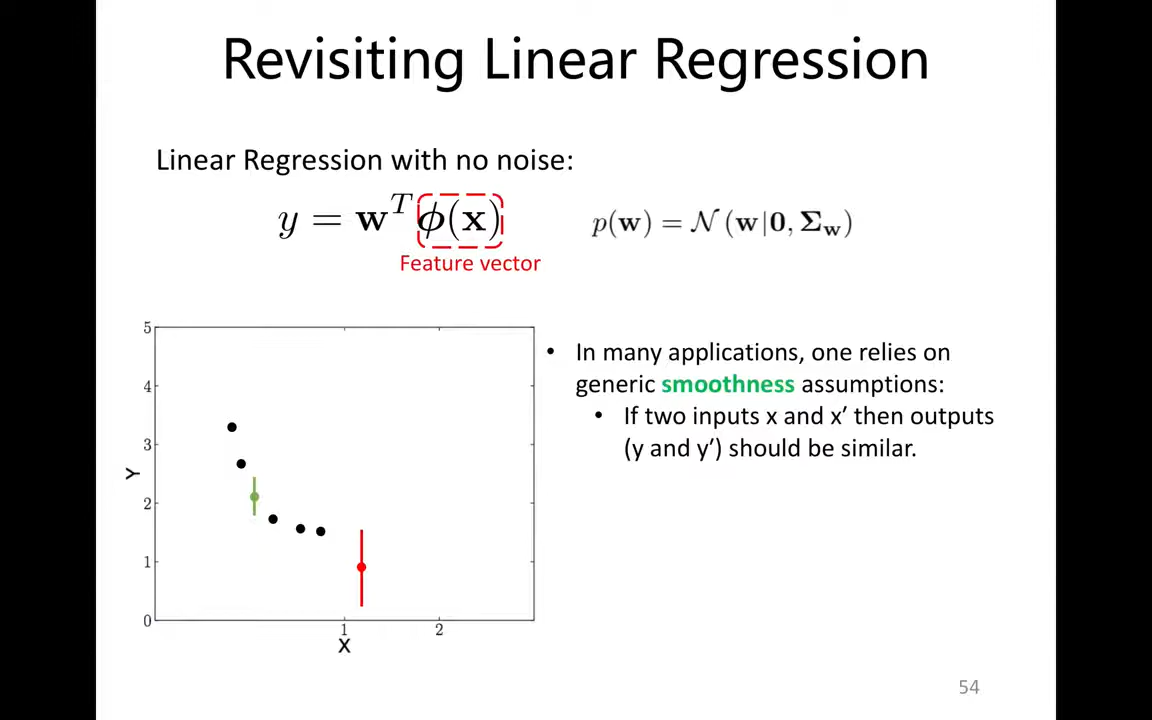 Revisiting Linear Regression
Linear Regression with no noise:
y = w^T ϕ(x)
p(w) = 𝒩 (w|0, Σ_w)
Feature vector
5
4
3
2
1
0
Y
1
2
X
• In many applications, one relies on
generic smoothness assumptions:
• If two inputs x and x′ then outputs
(y and y′) should be similar.
54